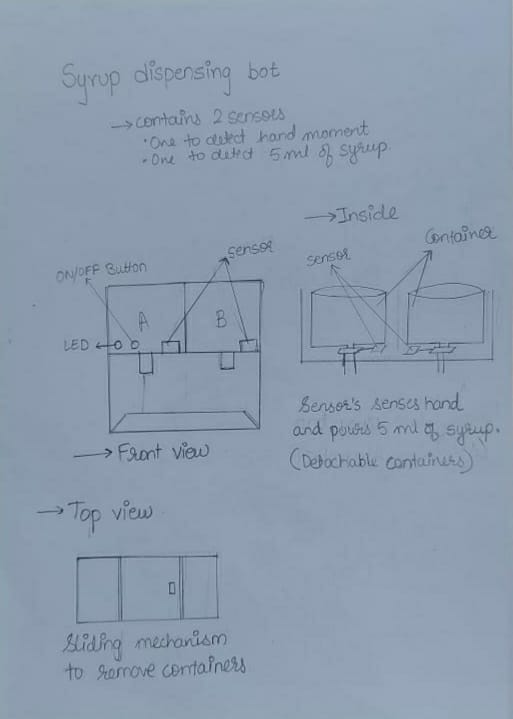 Syrup dispensing bot
→ contains 2 sensors
• One to detect hand moment
• One to detect 5 ml of syrup.
→ Inside
Container
sensor
sensor
ON/OFF Button
A
B
LED
Sensor's senses hand
and pours 5 ml of syrup.
(Detachable containers)
→ Front view
→ Top view
Sliding mechanism
to remove containers